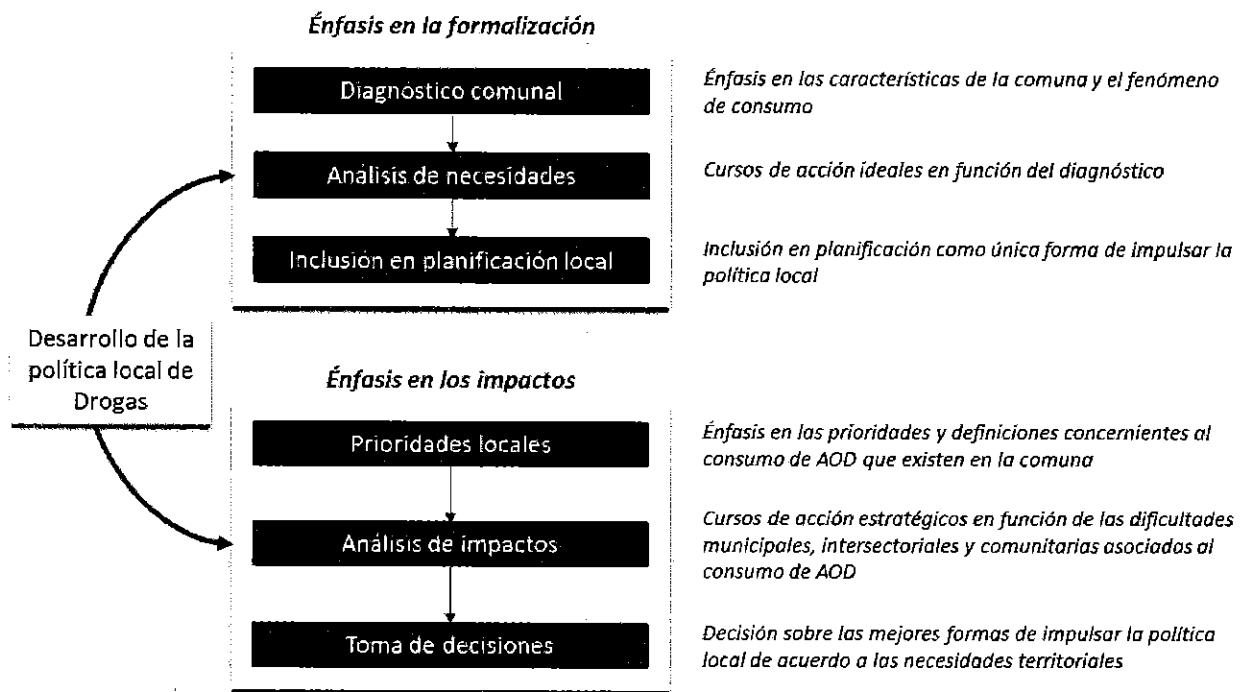 Énfasis en la formalización
Diagnóstico comunal
Énfasis en las características de la comuna y el fenómeno
de consumo
Análisis de necesidades
Cursos de acción ideales en función del diagnóstico
Inclusión en planificación local
Inclusión en planificación como única forma de impulsar la
política local
Desarrollo de la
política local de
Drogas
Énfasis en los impactos
Prioridades locales
Énfasis en las prioridades y definiciones concernientes al
consumo de AOD que existen en la comuna
Análisis de impactos
Cursos de acción estratégicos en función de las dificultades
municipales, intersectoriales y comunitarias asociadas al
consumo de AOD
Toma de decisiones
Decisión sobre las mejores formas de impulsar la política
local de acuerdo a las necesidades territoriales